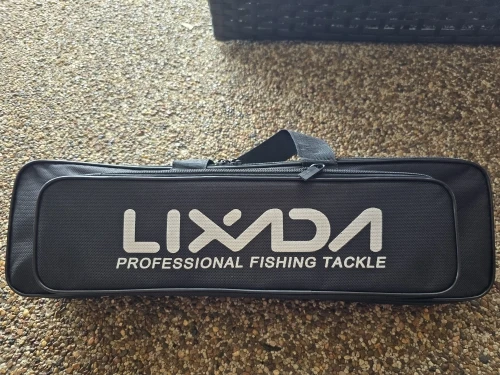 LIXADA
PROFESSIONAL FISHING TACKLE